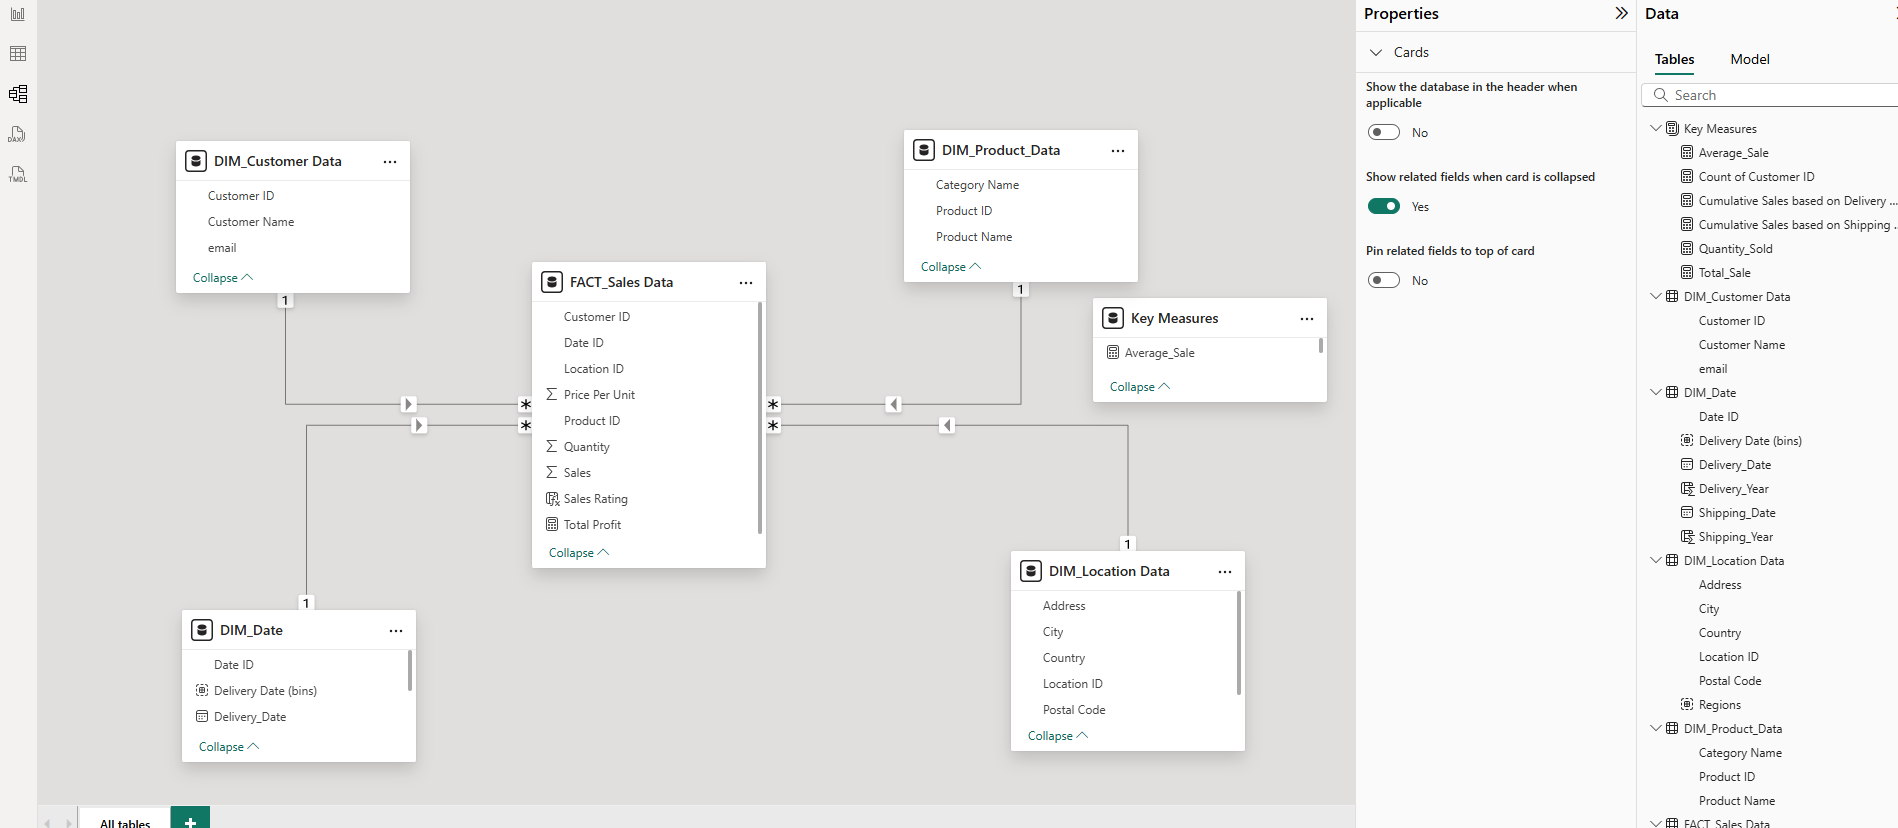 DAX
TMDL
DIM_Customer Data
...
Customer ID
Customer Name
email
Collapse
1
DIM_Product_Data
...
Category Name
Product ID
Product Name
Collapse
1
FACT_Sales Data
...
Customer ID
Date ID
Location ID
Σ Price Per Unit
Product ID
Σ Quantity
Σ Sales
Sales Rating
Total Profit
Collapse
*
*
*
*
Key Measures
...
Average_Sale
Collapse
1
DIM_Date
...
Date ID
Delivery Date (bins)
Delivery_Date
Collapse
1
DIM_Location Data
...
Address
City
Country
Location ID
Postal Code
Collapse
All tables
+
Properties
Cards
Show the database in the header when
applicable
No
Show related fields when card is collapsed
Yes
Pin related fields to top of card
No
Data
Tables Model
Search
Key Measures
Average_Sale
Count of Customer ID
Cumulative Sales based on Delivery ...
Cumulative Sales based on Shipping ...
Quantity_Sold
Total_Sale
DIM_Customer Data
Customer ID
Customer Name
email
DIM_Date
Date ID
Delivery Date (bins)
Delivery_Date
Delivery_Year
Shipping_Date
Shipping_Year
DIM_Location Data
Address
City
Country
Location ID
Postal Code
Regions
DIM_Product_Data
Category Name
Product ID
Product Name
FACT_Sales Data